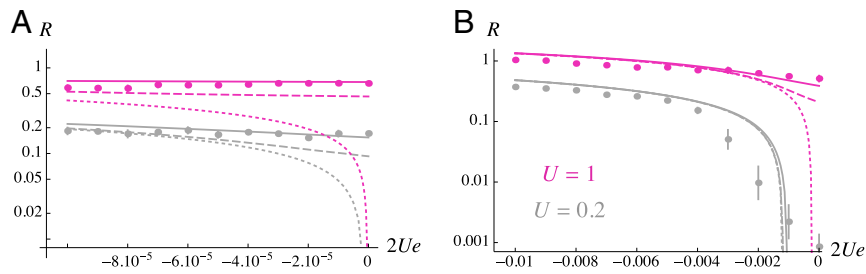 A
R
1
0.5
0.2
0.1
0.02
-8.10⁻⁵
-6.10⁻⁵
-4.10⁻⁵
-2.10⁻⁵
0
2Ue
B
R
1
0.1
0.01
0.001
U = 1
U = 0.2
-0.01
-0.008
-0.006
-0.004
-0.002
0
2Ue